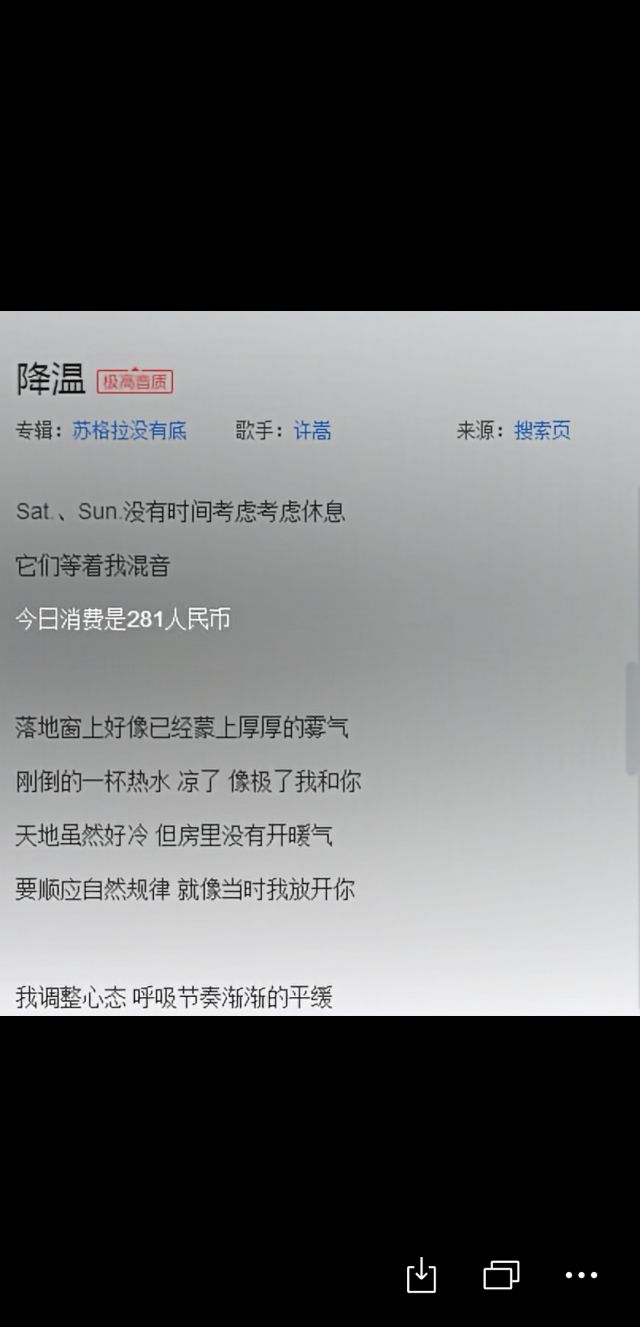 降温 极高音质
专辑：苏格拉没有底 歌手：许嵩 来源：搜索页
Sat.、Sun.没有时间考虑考虑休息
它们等着我混音
今日消费是281人民币
落地窗上好像已经蒙上厚厚的雾气
刚倒的一杯热水 凉了 像极了我和你
天地虽然好冷 但房里没有开暖气
要顺应自然规律 就像当时我放开你
我调整心态 呼吸节奏渐渐的平缓